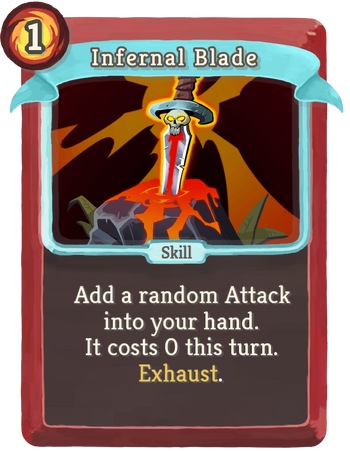 1
Infernal Blade
Skill
Add a random Attack
into your hand.
It costs 0 this turn.
Exhaust.